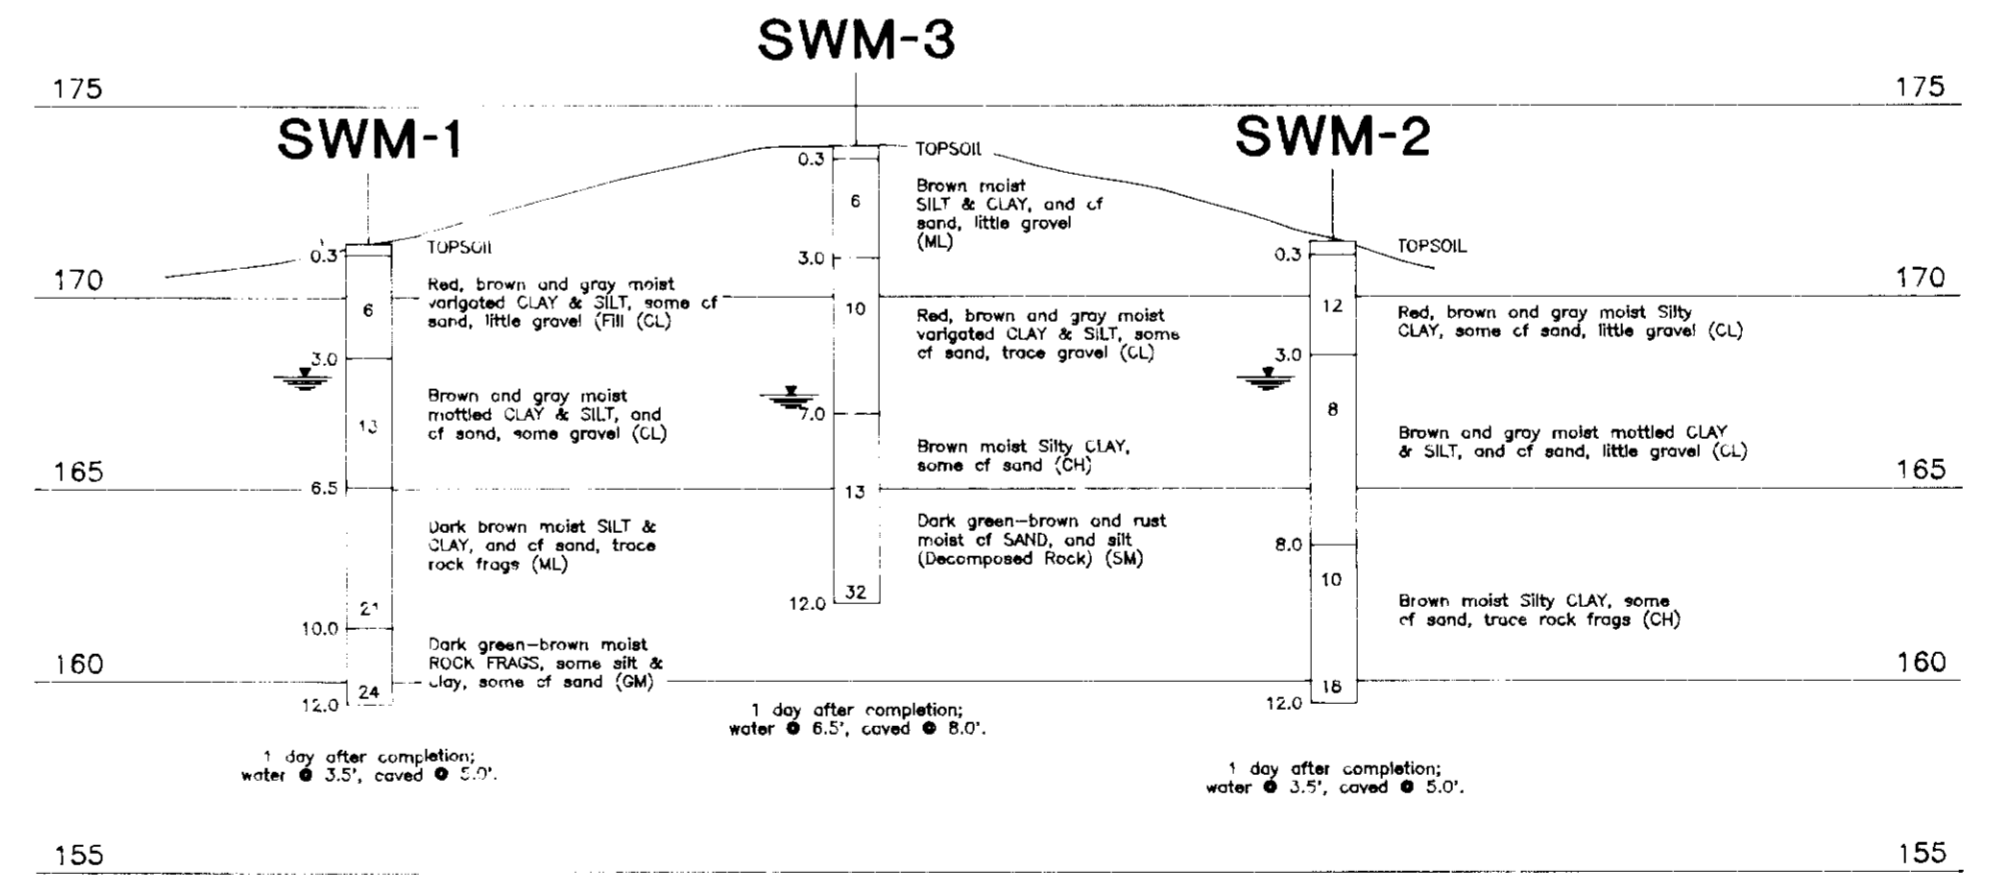 SWM-3
175
175
SWM-1
SWM-2
0.3
TOPSOIL
Brown moist
SILT & CLAY, and cf
sand, little gravel
(ML)
6
3.0
10
Red, brown and gray moist
varigated CLAY & SILT, some
cf sand, trace gravel (CL)
7.0
Brown moist Silty CLAY,
some cf sand (CH)
13
Dark green-brown and rust
moist cf SAND, and silt
(Decomposed Rock) (SM)
32
12.0
1 day after completion;
water @ 6.5', caved @ 8.0'.
0.3
TOPSOIL
170
Red, brown and gray moist
varigated CLAY & SILT, some cf
sand, little gravel (Fill (CL)
6
3.0
Brown and gray moist
mottled CLAY & SILT, and
cf sand, some gravel (CL)
13
165
6.5
Dark brown moist SILT &
CLAY, and cf sand, trace
rock frags (ML)
21
10.0
Dark green-brown moist
ROCK FRAGS, some silt &
clay, some cf sand (GM)
160
24
12.0
1 day after completion;
water @ 3.5', caved @ 5.0'.
0.3
TOPSOIL
170
12
Red, brown and gray moist Silty
CLAY, some cf sand, little gravel (CL)
3.0
8
Brown and gray moist mottled CLAY
& SILT, and cf sand, little gravel (CL)
165
8.0
10
Brown moist Silty CLAY, some
cf sand, trace rock frags (CH)
160
18
12.0
1 day after completion;
water @ 3.5', caved @ 5.0'.
155
155